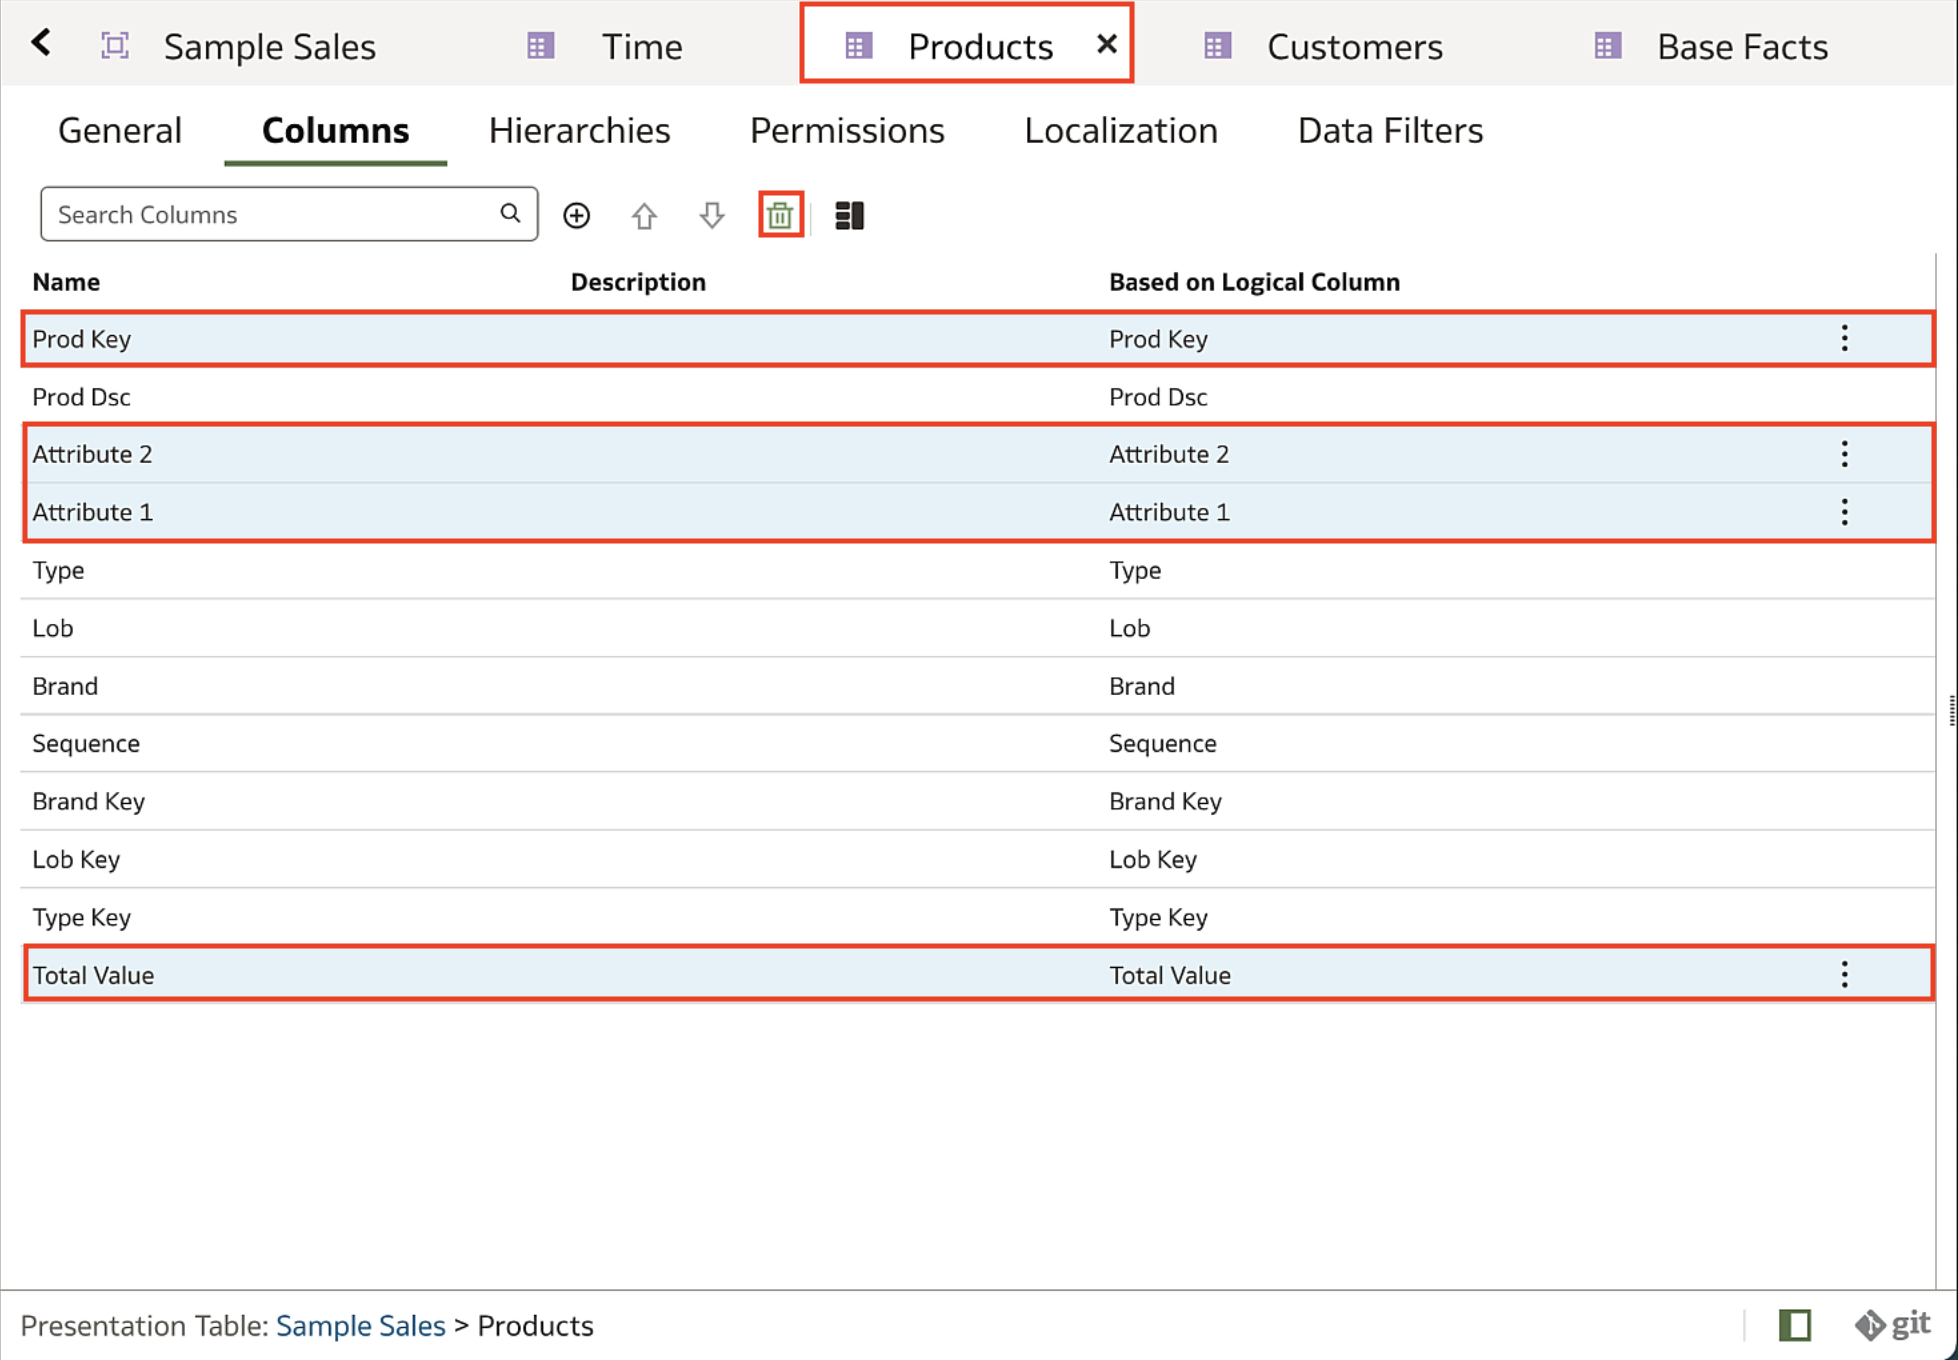 Sample Sales Time Products Customers Base Facts
General Columns Hierarchies Permissions Localization Data Filters
Search Columns
Name Description Based on Logical Column
Prod Key Prod Key
Prod Dsc Prod Dsc
Attribute 2 Attribute 2
Attribute 1 Attribute 1
Type Type
Lob Lob
Brand Brand
Sequence Sequence
Brand Key Brand Key
Lob Key Lob Key
Type Key Type Key
Total Value Total Value
Presentation Table: Sample Sales > Products git